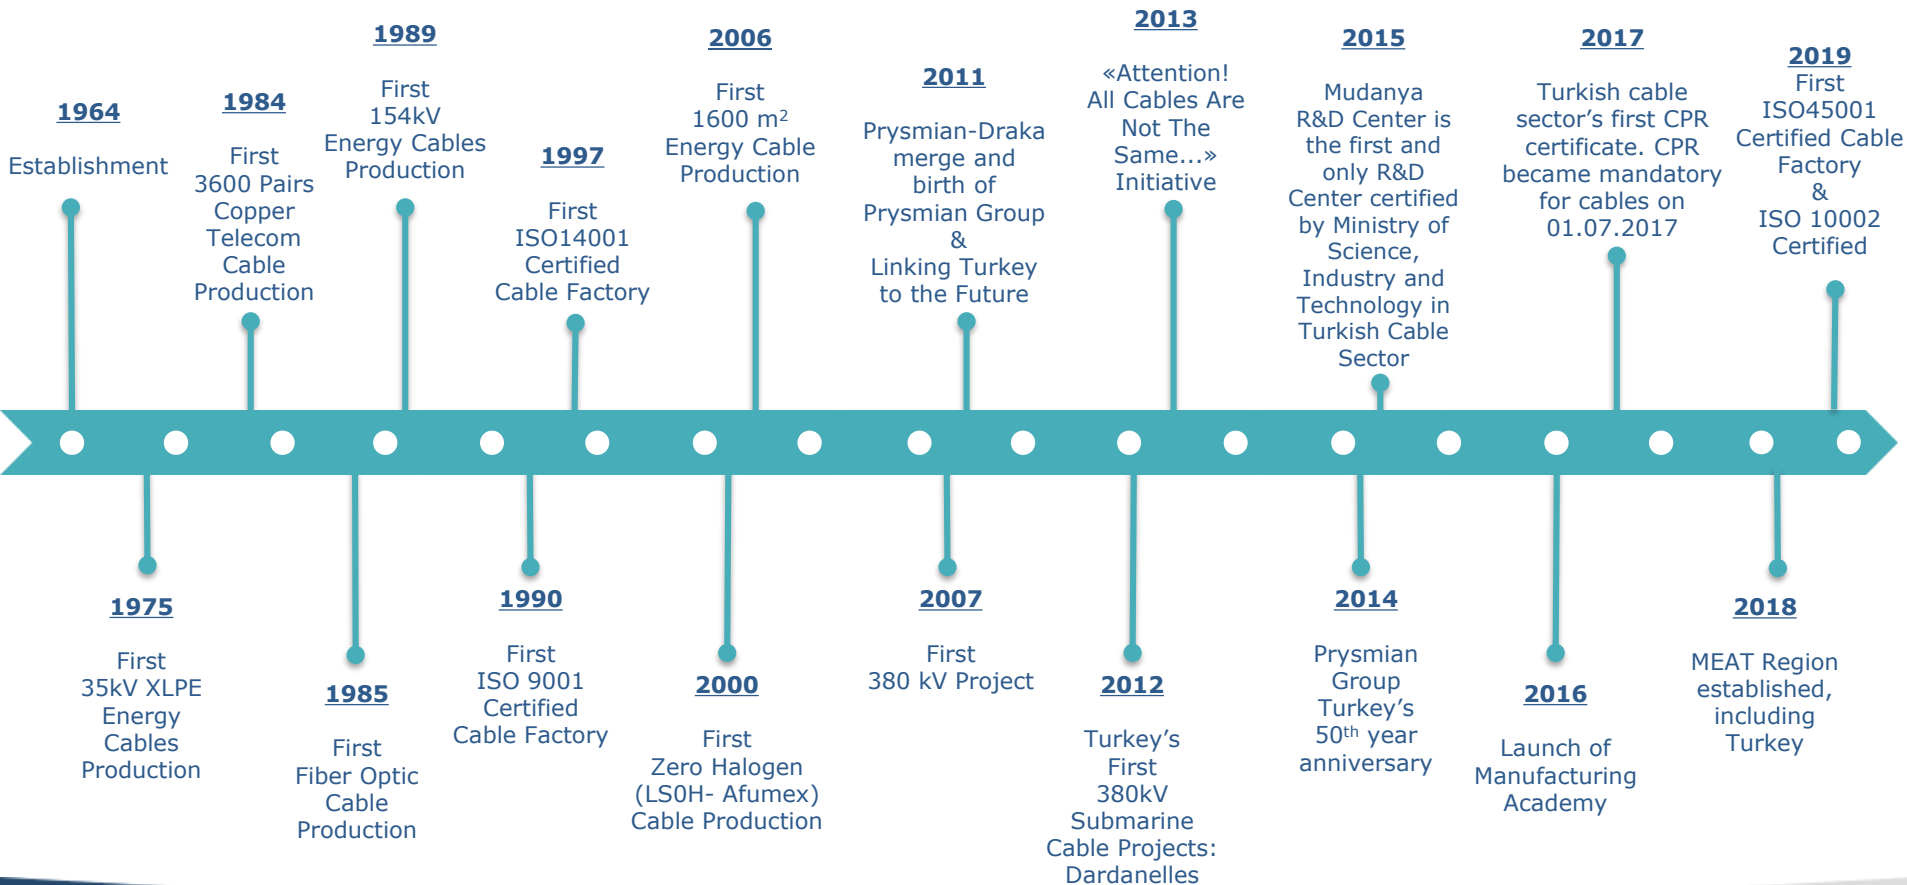 1964
Establishment
1984
First
3600 Pairs
Copper
Telecom
Cable
Production
1989
First
154kV
Energy Cables
Production
1997
First
ISO14001
Certified
Cable Factory
2006
First
1600 m²
Energy Cable
Production
2011
Prysmian-Draka
merge and
birth of
Prysmian Group
&
Linking Turkey
to the Future
2013
«Attention!
All Cables Are
Not The
Same...»
Initiative
2015
Mudanya
R&D Center is
the first and
only R&D
Center certified
by Ministry of
Science,
Industry and
Technology in
Turkish Cable
Sector
2017
Turkish cable
sector’s first CPR
certificate. CPR
became mandatory
for cables on
01.07.2017
2019
First
ISO45001
Certified Cable
Factory
&
ISO 10002
Certified
1975
First
35kV XLPE
Energy
Cables
Production
1985
First
Fiber Optic
Cable
Production
1990
First
ISO 9001
Certified
Cable Factory
2000
First
Zero Halogen
(LS0H- Afumex)
Cable Production
2007
First
380 kV Project
2012
Turkey’s
First
380kV
Submarine
Cable Projects:
Dardanelles
2014
Prysmian
Group
Turkey’s
50th year
anniversary
2016
Launch of
Manufacturing
Academy
2018
MEAT Region
established,
including
Turkey